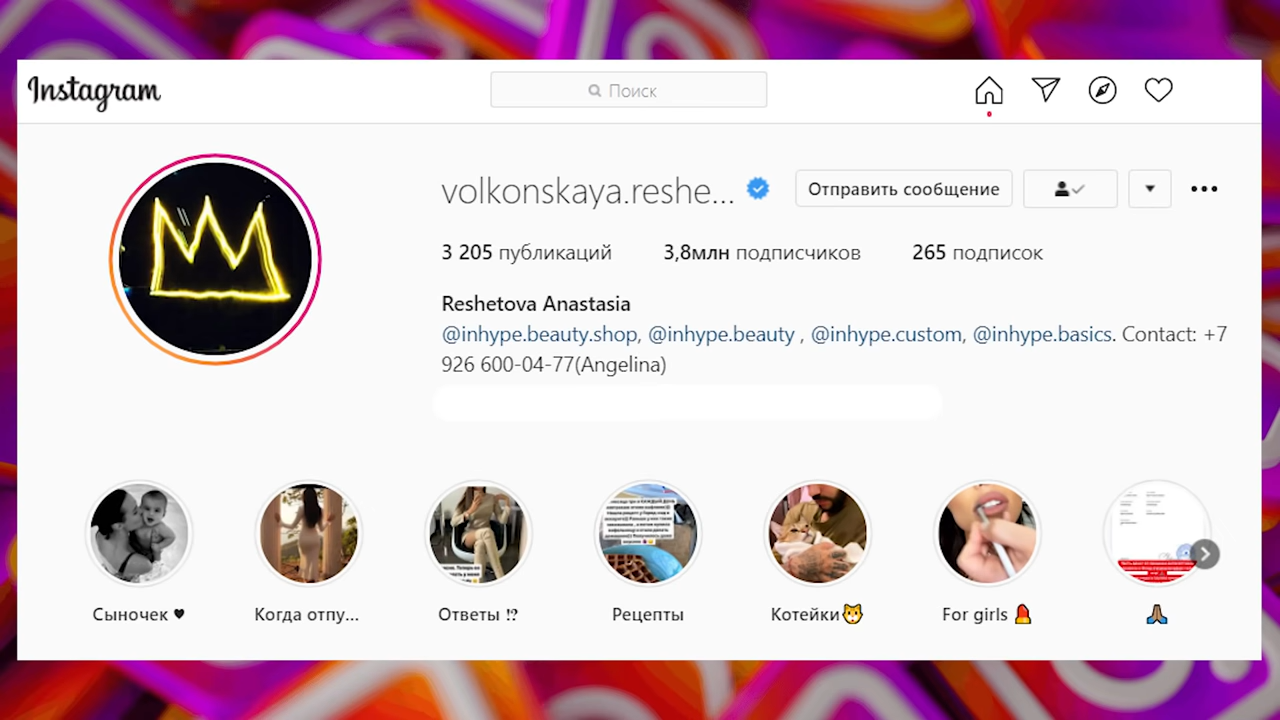 Instagram
Поиск
volkonskaya.reshe...
Отправить сообщение
3 205 публикаций 3,8млн подписчиков 265 подписок
Reshetova Anastasia
@inhype.beauty.shop, @inhype.beauty , @inhype.custom, @inhype.basics. Contact: +7
926 600-04-77(Angelina)
Сыночек ♥ Когда отпу... Ответы ⁉ Рецепты Котейки🐱 For girls 💄 🙏🏽